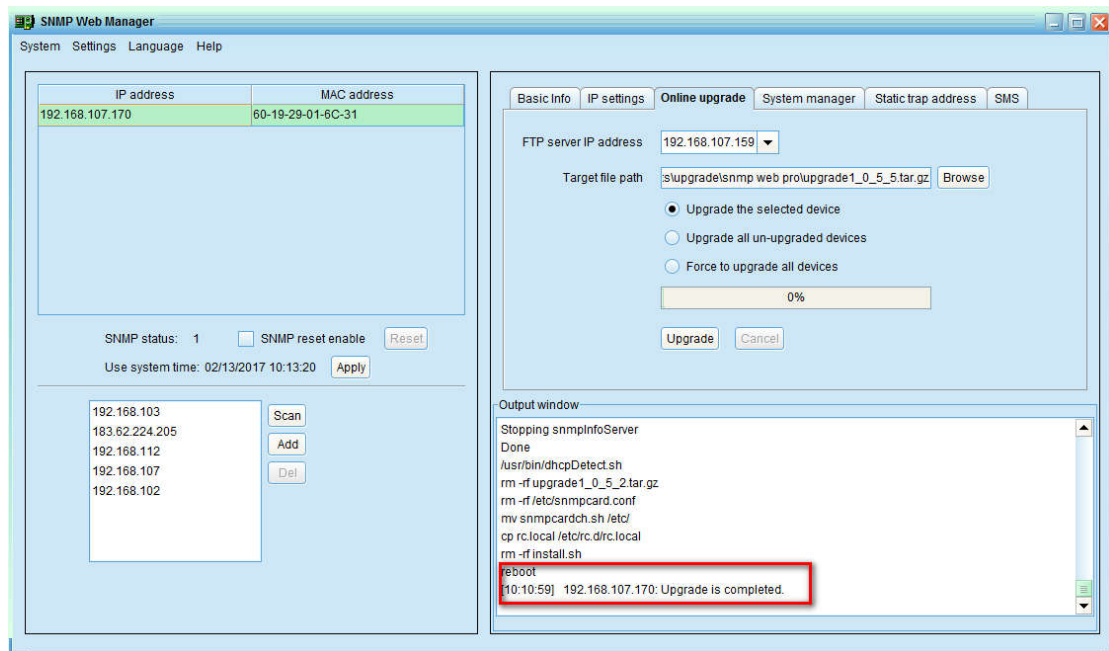 SNMP Web Manager
System Settings Language Help
IP address MAC address
192.168.107.170 60-19-29-01-6C-31
SNMP status: 1 SNMP reset enable Reset
Use system time: 02/13/2017 10:13:20 Apply
192.168.103
183.62.224.205
192.168.112
192.168.107
192.168.102
Scan
Add
Del
Basic Info IP settings Online upgrade System manager Static trap address SMS
FTP server IP address 192.168.107.159
Target file path :s\upgrade\snmp web pro\upgrade1_0_5_5.tar.gz Browse
Upgrade the selected device
Upgrade all un-upgraded devices
Force to upgrade all devices
0%
Upgrade Cancel
Output window
Stopping snmpInfoServer
Done
/usr/bin/dhcpDetect.sh
rm -rf upgrade1_0_5_2.tar.gz
rm -rf /etc/snmpcard.conf
mv snmpcardch.sh /etc/
cp rc.local /etc/rc.d/rc.local
rm -rf install.sh
reboot
[10:10:59] 192.168.107.170: Upgrade is completed.